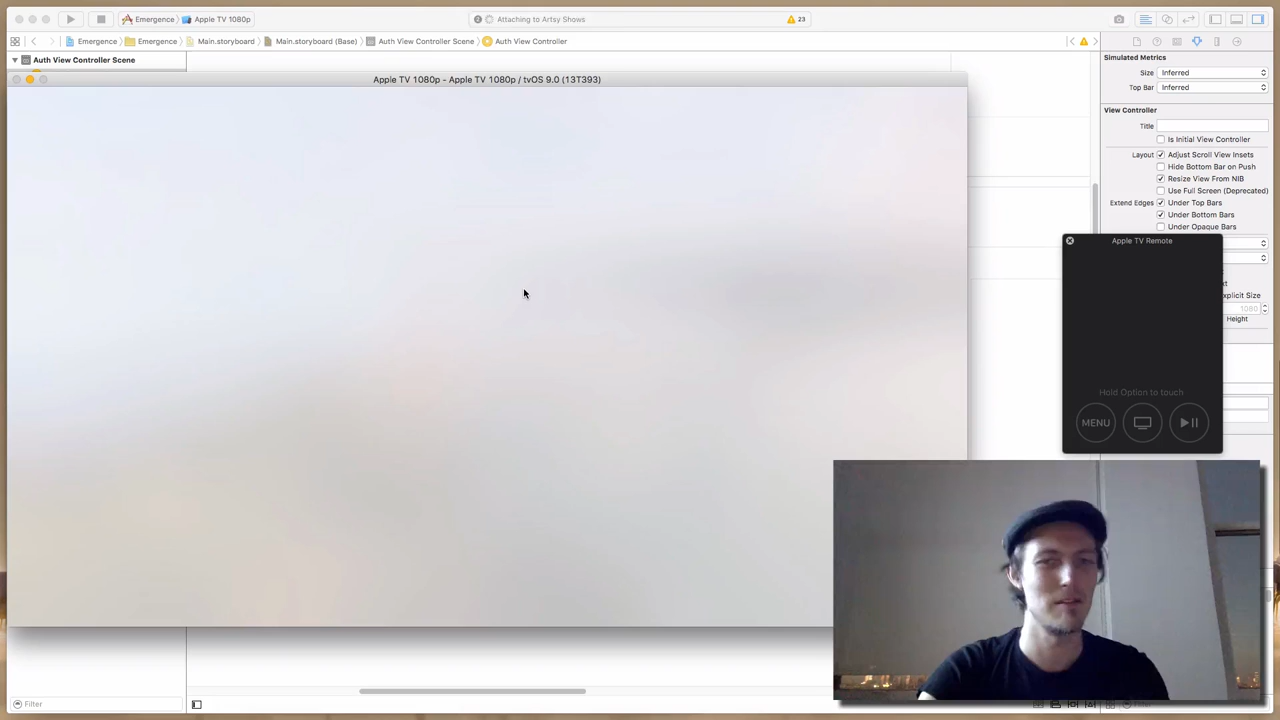 Emergence
Apple TV 1080p
Attaching to Artsy Shows
23
Emergence
Emergence
Main.storyboard
Main.storyboard (Base)
Auth View Controller Scene
Auth View Controller
Auth View Controller Scene
Apple TV 1080p - Apple TV 1080p / tvOS 9.0 (13T393)
Simulated Metrics
Size Inferred
Top Bar Inferred
View Controller
Title
Is Initial View Controller
Layout Adjust Scroll View Insets
Hide Bottom Bar on Push
Resize View From NIB
Use Full Screen (Deprecated)
Extend Edges Under Top Bars
Under Bottom Bars
Under Opaque Bars
Apple TV Remote
xt
xplicit Size
1080
Height
Hold Option to touch
MENU
Filter